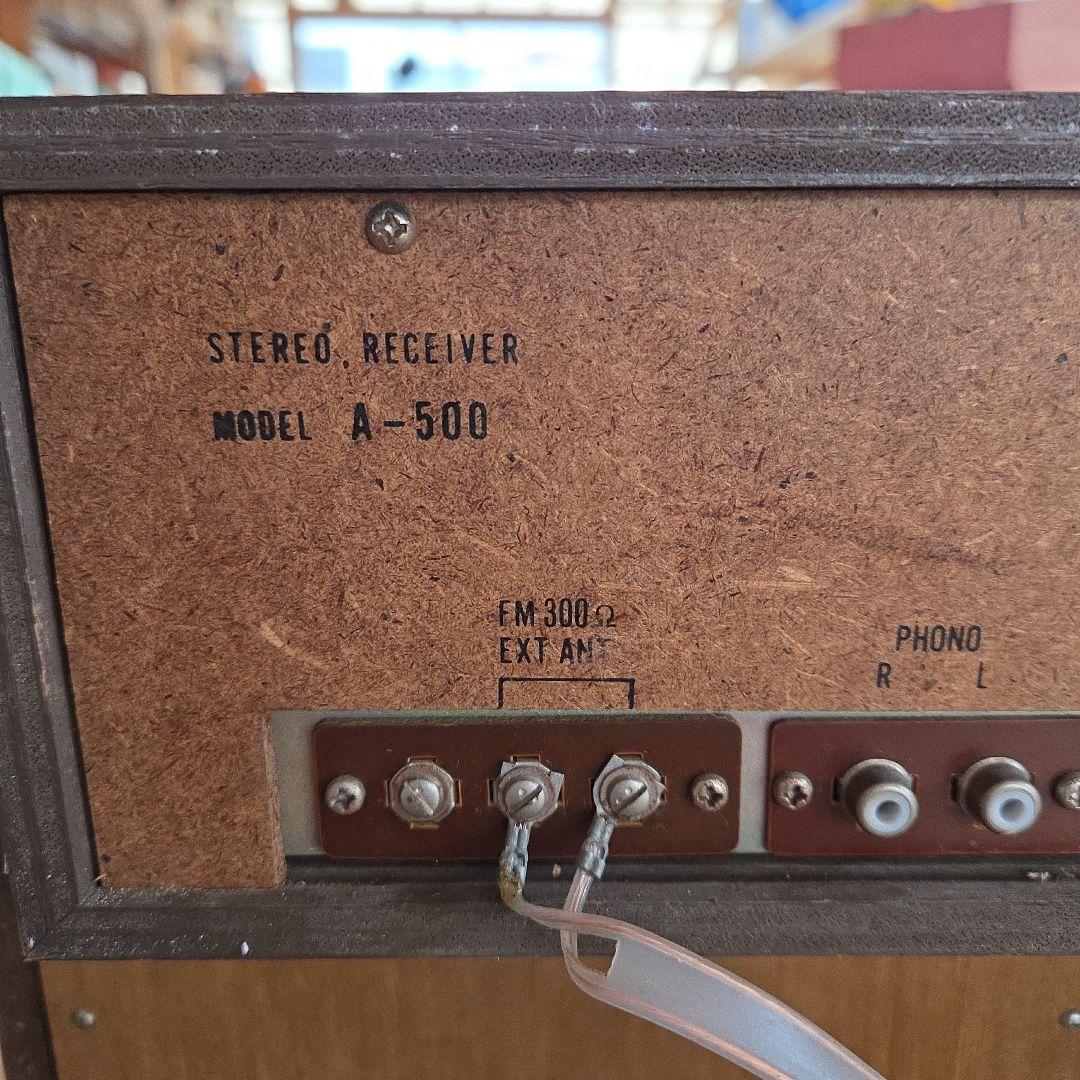 STEREO RECEIVER
MODEL A-500
FM 300Ω
EXT ANT
PHONO
R L